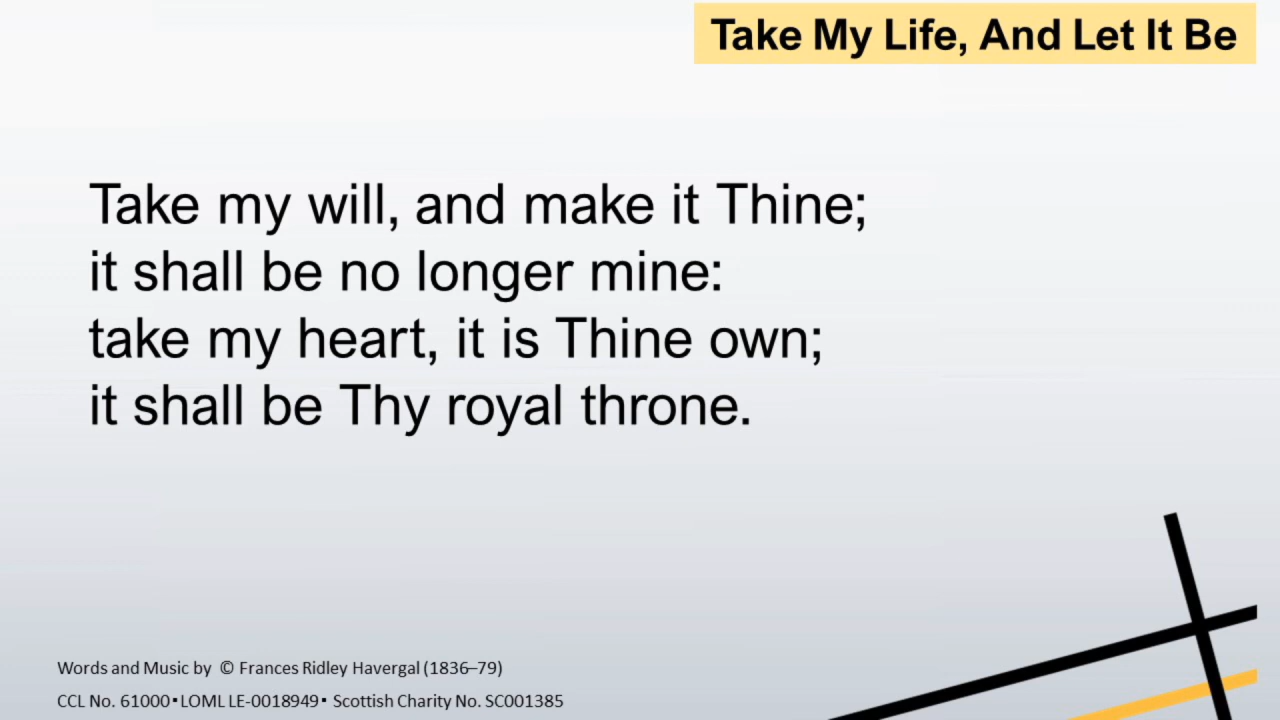 Take My Life, And Let It Be
Take my will, and make it Thine;
it shall be no longer mine:
take my heart, it is Thine own;
it shall be Thy royal throne.
Words and Music by © Frances Ridley Havergal (1836–79)
CCL No. 61000▪LOML LE-0018949▪ Scottish Charity No. SC001385